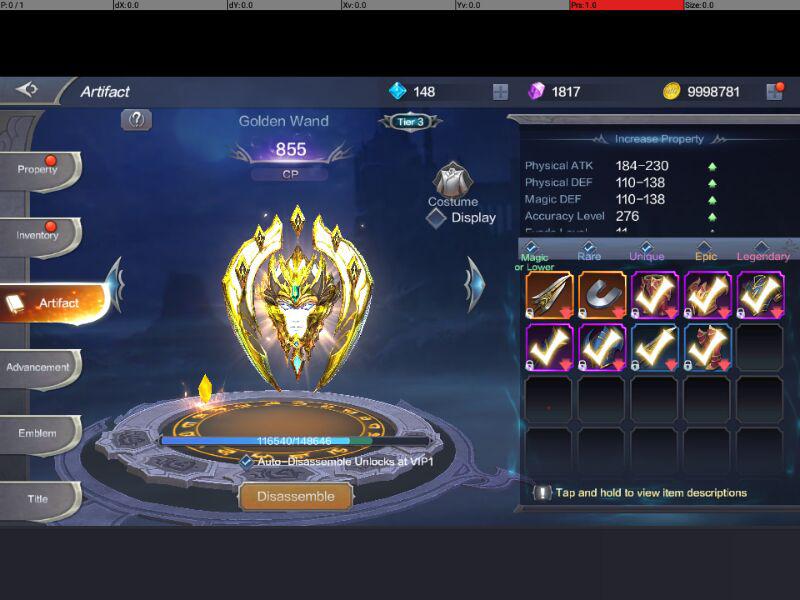 P: 0 / 1
dX: 0.0
dY: 0.0
Xv: 0.0
Yv: 0.0
Prs: 1.0
Size: 0.0
Artifact
148
1817
9998781
Golden Wand
Tier 3
855
CP
Costume
Display
Property
Inventory
Artifact
Advancement
Emblem
Title
Increase Property
Physical ATK 184-230
Physical DEF 110-138
Magic DEF 110-138
Accuracy Level 276
Evade Level 11
Magic or Lower
Rare
Unique
Epic
Legendary
116540/148646
Auto-Disassemble Unlocks at VIP1
Disassemble
Tap and hold to view item descriptions